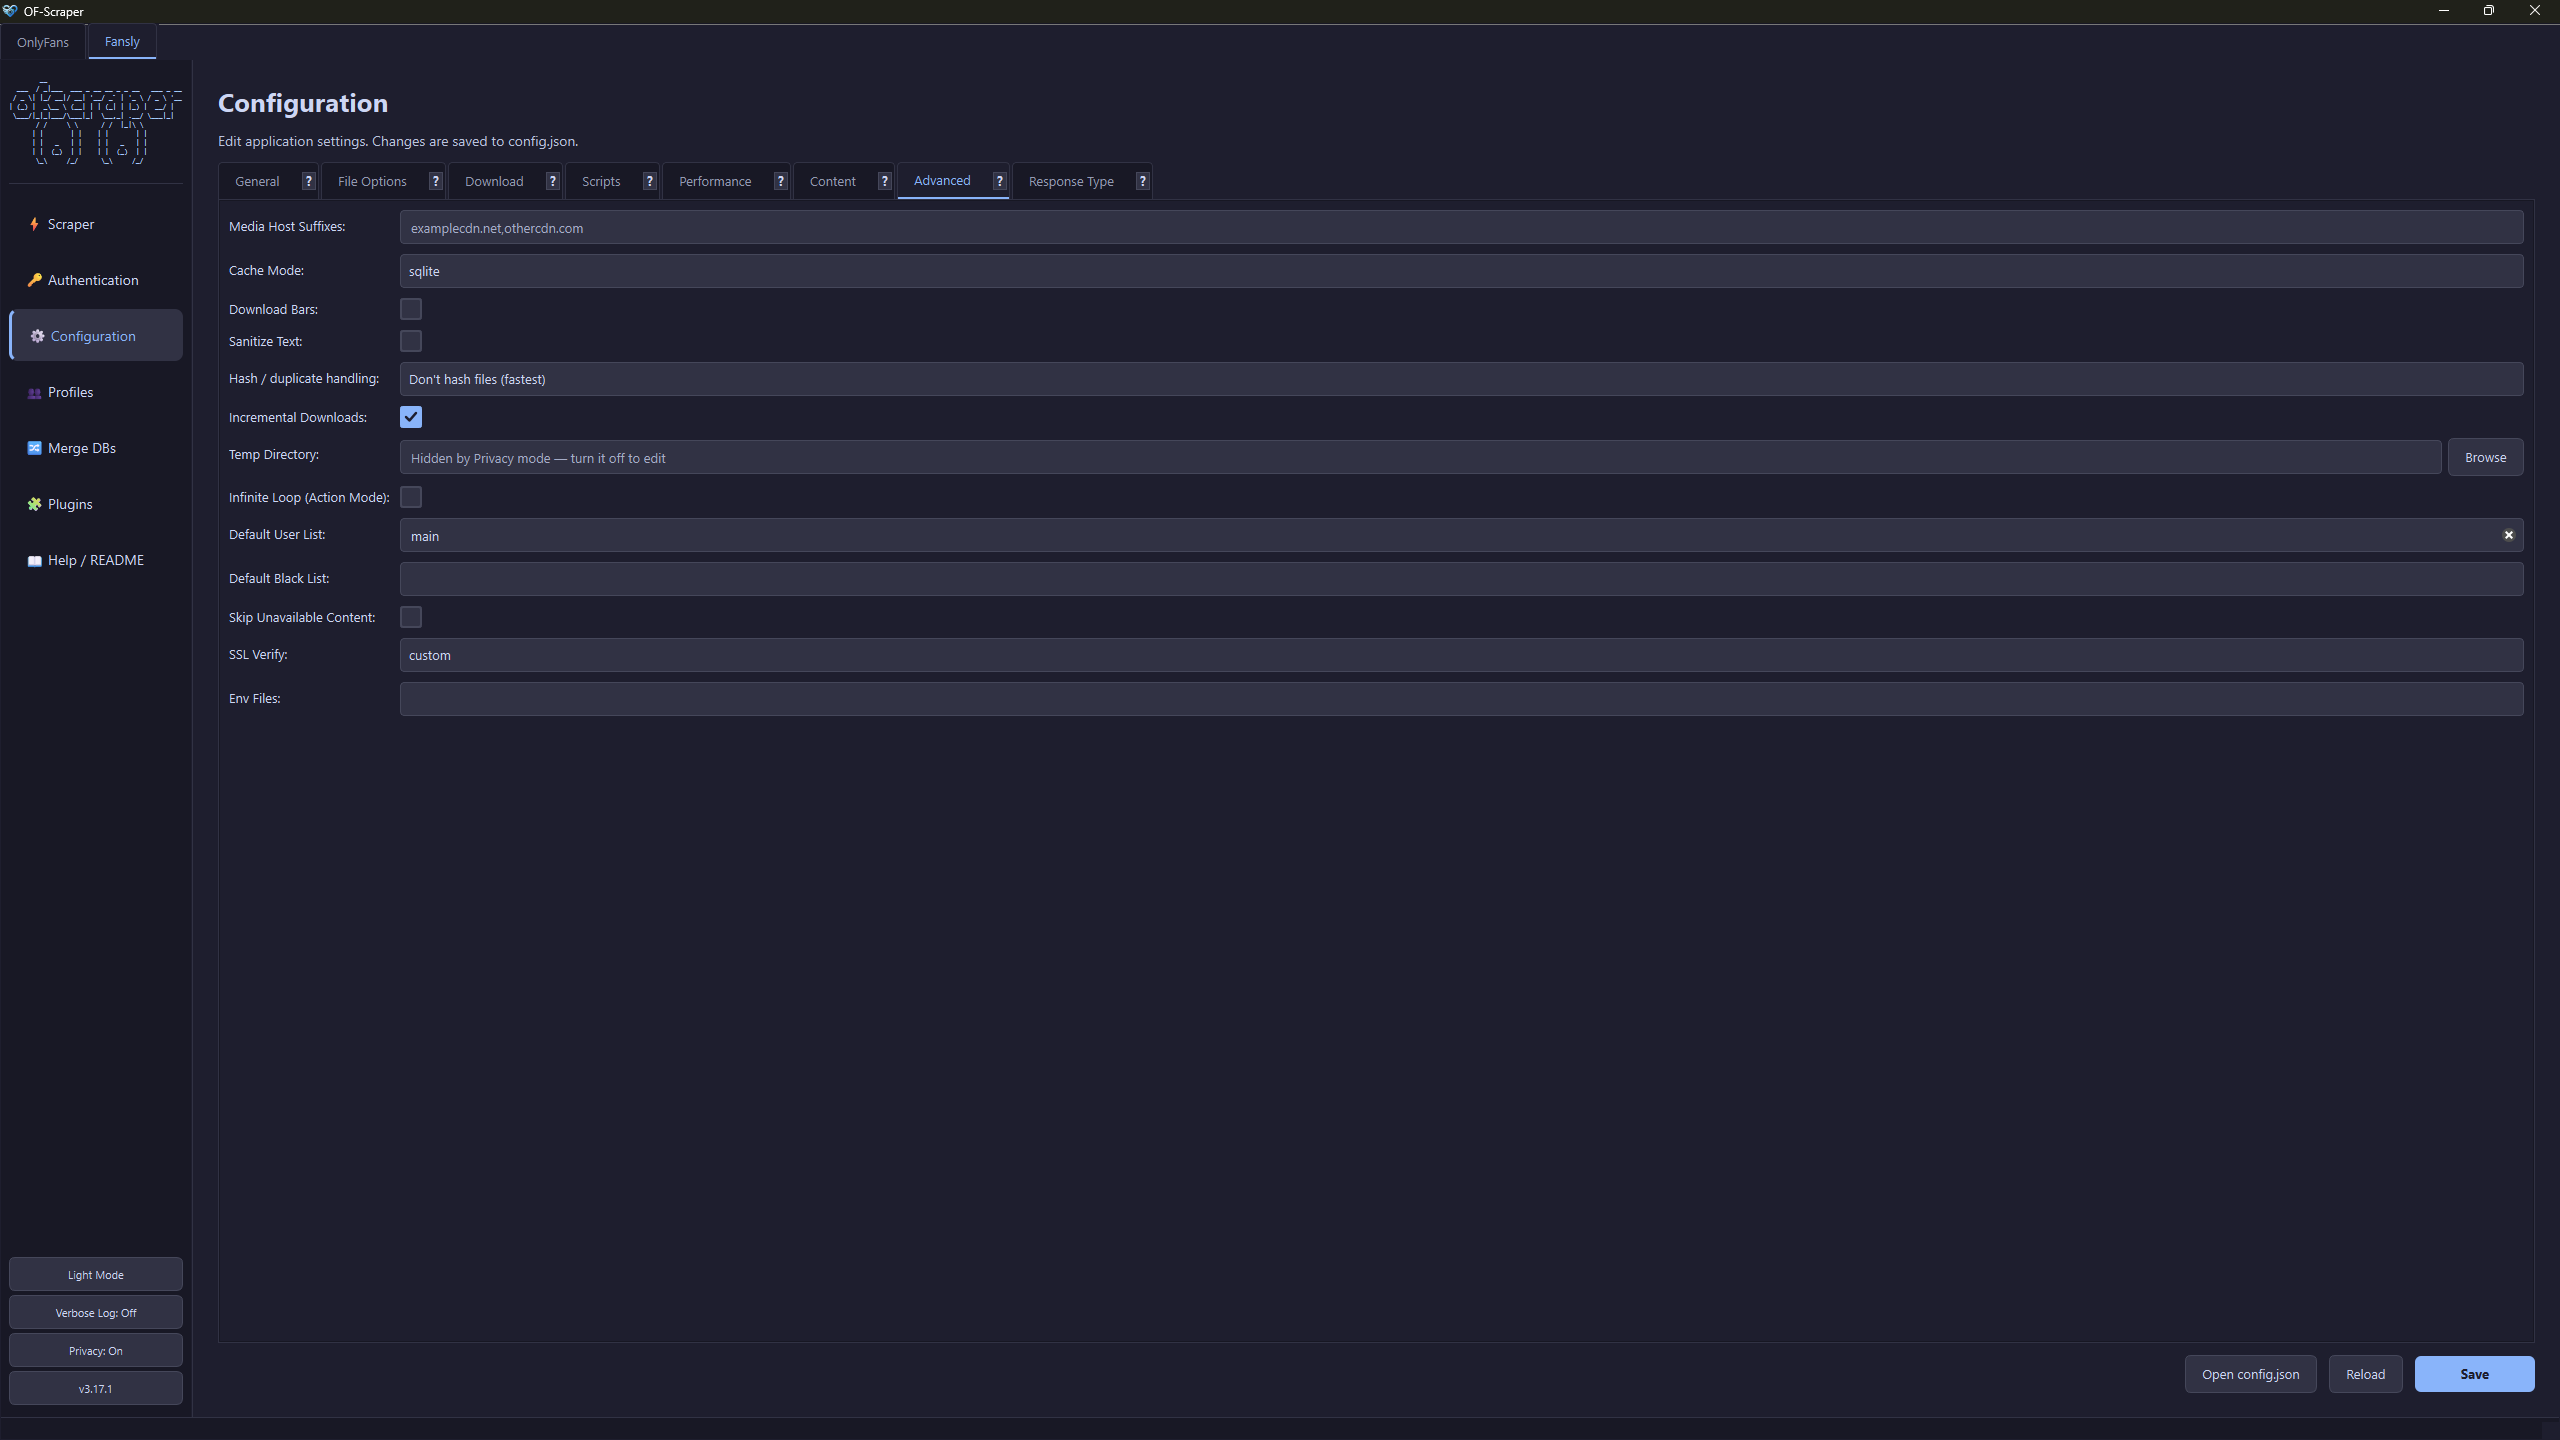 OF-Scraper
OnlyFans
Fansly
Configuration
Edit application settings. Changes are saved to config.json.
General ? File Options ? Download ? Scripts ? Performance ? Content ? Advanced ? Response Type ?
Scraper
Authentication
Configuration
Profiles
Merge DBs
Plugins
Help / README
Media Host Suffixes: examplecdn.net,othercdn.com
Cache Mode: sqlite
Download Bars:
Sanitize Text:
Hash / duplicate handling: Don't hash files (fastest)
Incremental Downloads:
Temp Directory: Hidden by Privacy mode — turn it off to edit Browse
Infinite Loop (Action Mode):
Default User List: main
Default Black List:
Skip Unavailable Content:
SSL Verify: custom
Env Files:
Light Mode
Verbose Log: Off
Privacy: On
v3.17.1
Open config.json Reload Save